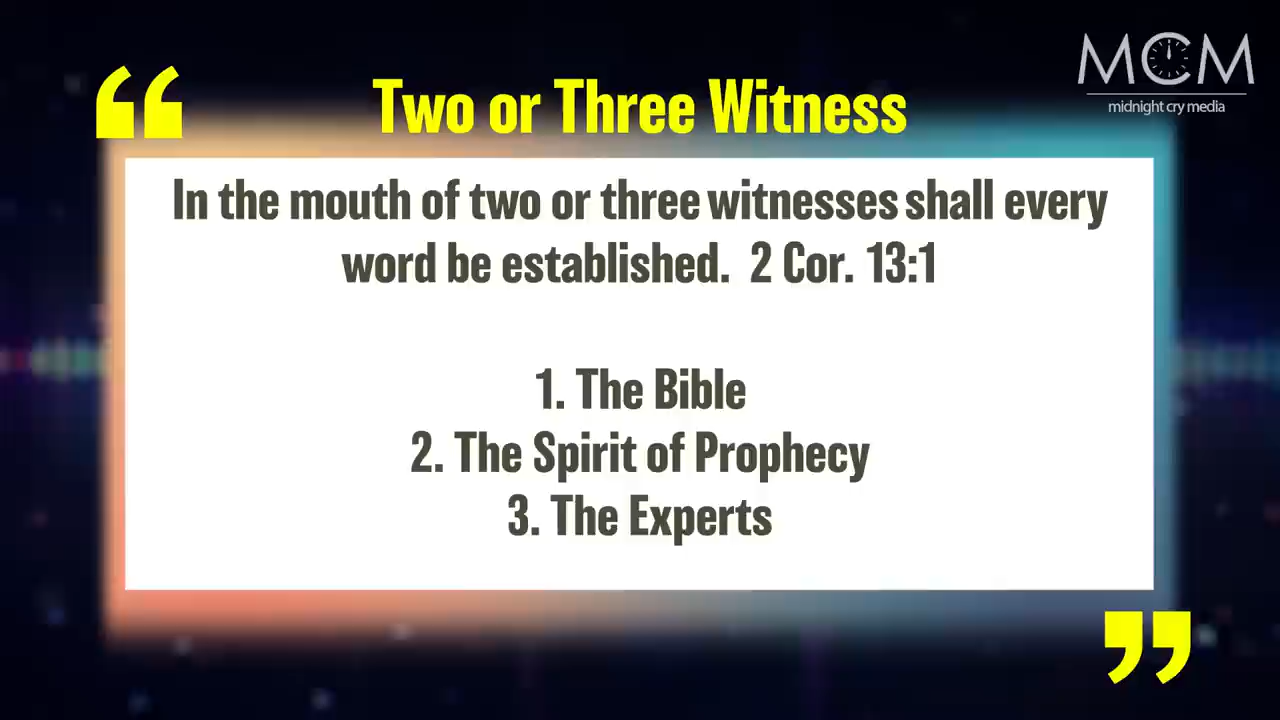 MCM
midnight cry media
“
Two or Three Witness
In the mouth of two or three witnesses shall every
word be established. 2 Cor. 13:1
1. The Bible
2. The Spirit of Prophecy
3. The Experts
”